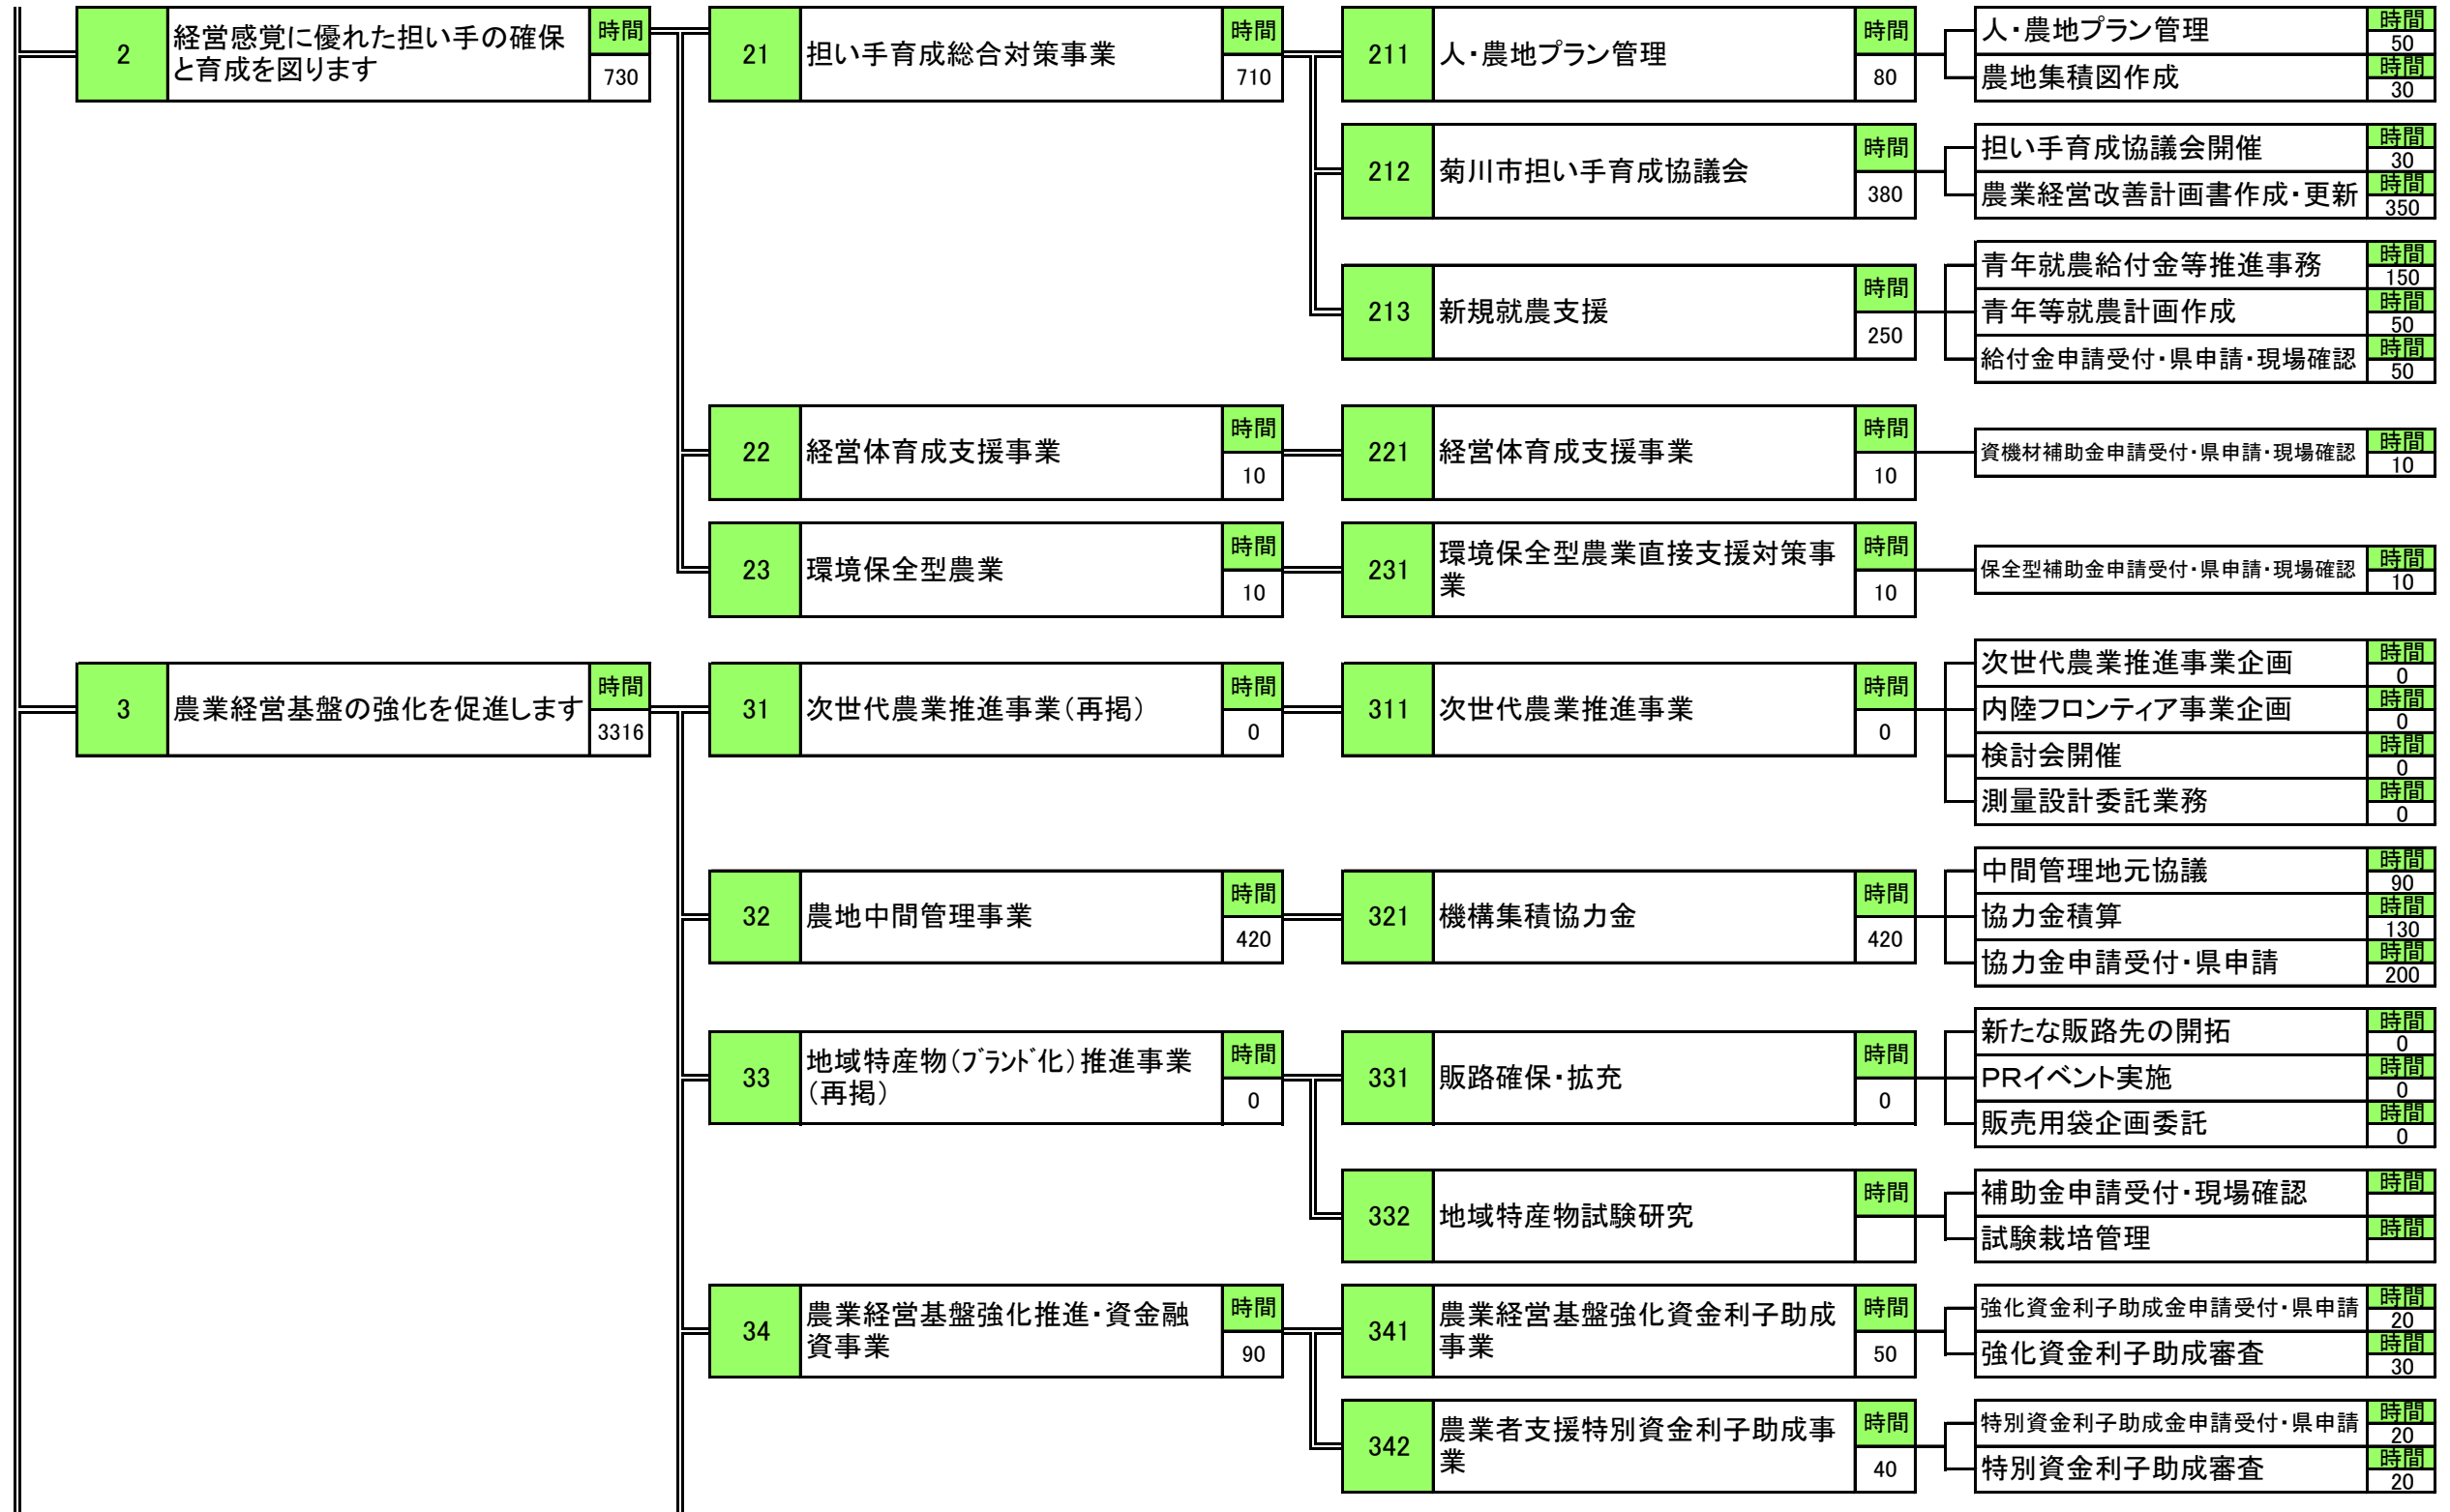 2
経営感覚に優れた担い手の確保
と育成を図ります
時間
730
21
担い手育成総合対策事業
時間
710
211
人・農地プラン管理
時間
80
人・農地プラン管理
時間
50
農地集積図作成
時間
30
212
菊川市担い手育成協議会
時間
380
担い手育成協議会開催
時間
30
農業経営改善計画書作成・更新
時間
350
213
新規就農支援
時間
250
青年就農給付金等推進事務
時間
150
青年等就農計画作成
時間
50
給付金申請受付・県申請・現場確認
時間
50
22
経営体育成支援事業
時間
10
221
経営体育成支援事業
時間
10
資機材補助金申請受付・県申請・現場確認
時間
10
23
環境保全型農業
時間
10
231
環境保全型農業直接支援対策事
業
時間
10
保全型補助金申請受付・県申請・現場確認
時間
10
3
農業経営基盤の強化を促進します
時間
3316
31
次世代農業推進事業（再掲）
時間
0
311
次世代農業推進事業
時間
0
次世代農業推進事業企画
時間
0
内陸フロンティア事業企画
時間
0
検討会開催
時間
0
測量設計委託業務
時間
0
32
農地中間管理事業
時間
420
321
機構集積協力金
時間
420
中間管理地元協議
時間
90
協力金積算
時間
130
協力金申請受付・県申請
時間
200
33
地域特産物（ﾌﾞﾗﾝﾄﾞ化）推進事業
（再掲）
時間
0
331
販路確保・拡充
時間
0
新たな販路先の開拓
時間
0
ＰＲイベント実施
時間
0
販売用袋企画委託
時間
0
332
地域特産物試験研究
時間
補助金申請受付・現場確認
時間
試験栽培管理
時間
34
農業経営基盤強化推進・資金融
資事業
時間
90
341
農業経営基盤強化資金利子助成
事業
時間
50
強化資金利子助成金申請受付・県申請
時間
20
強化資金利子助成審査
時間
30
342
農業者支援特別資金利子助成事
業
時間
40
特別資金利子助成金申請受付・県申請
時間
20
特別資金利子助成審査
時間
20